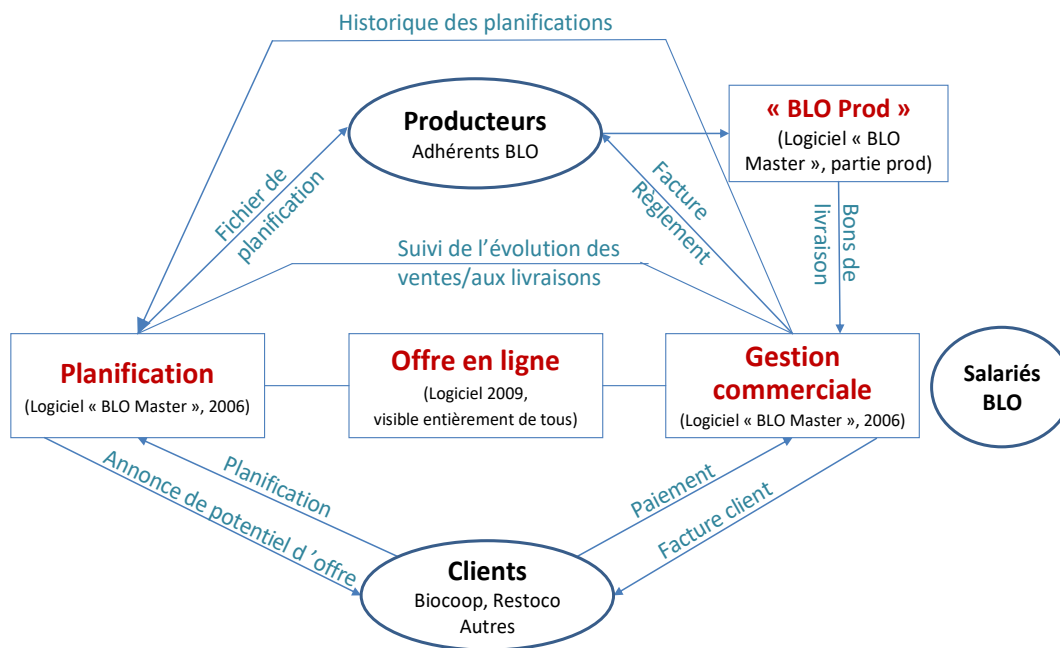 Historique des planifications
Producteurs
Adhérents BLO
« BLO Prod »
(Logiciel « BLO
Master », partie prod)
Fichier de
planification
Facture
Règlement
Bons de
livraison
Suivi de l’évolution des
ventes/aux livraisons
Planification
(Logiciel « BLO Master », 2006)
Offre en ligne
(Logiciel 2009,
visible entièrement de tous)
Gestion
commerciale
(Logiciel « BLO Master », 2006)
Salariés
BLO
Planification
Annonce de potentiel d ’offre
Paiement
Facture client
Clients
Biocoop, Restoco
Autres